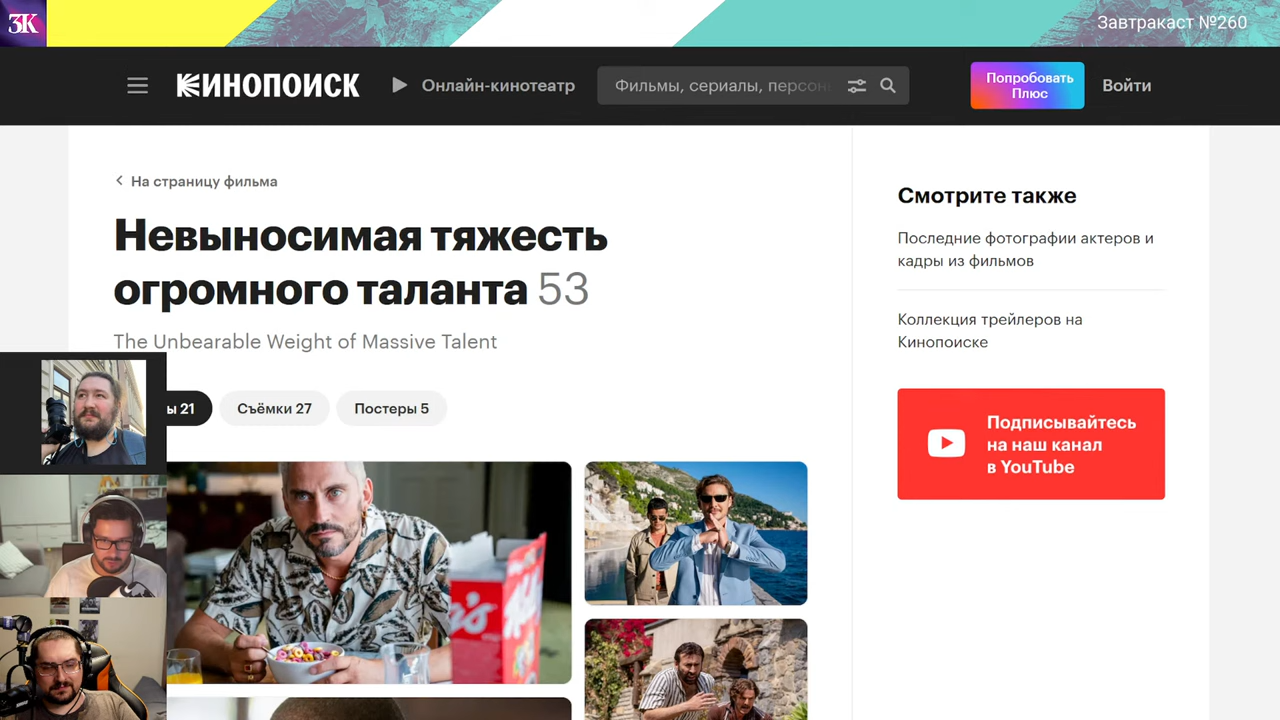 ЗК
Завтракаст №260
КИНОПОИСК
Онлайн-кинотеатр
Фильмы, сериалы, персон
Попробовать
Плюс
Войти
На страницу фильма
Невыносимая тяжесть
огромного таланта 53
The Unbearable Weight of Massive Talent
ы 21
Съёмки 27
Постеры 5
Смотрите также
Последние фотографии актеров и
кадры из фильмов
Коллекция трейлеров на
Кинопоиске
Подписывайтесь
на наш канал
в YouTube